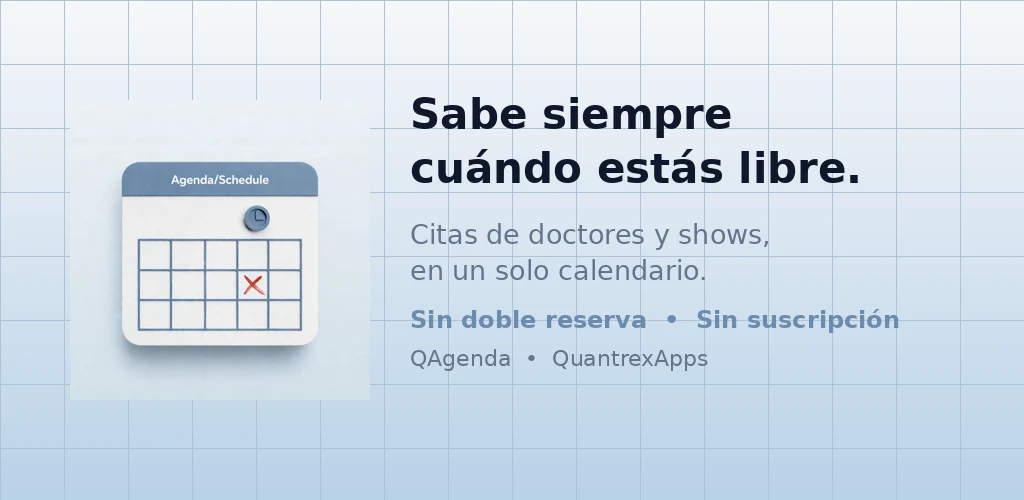 Agenda/Schedule
Sabe siempre
cuándo estás libre.
Citas de doctores y shows,
en un solo calendario.
Sin doble reserva • Sin suscripción
QAgenda • QuantrexApps